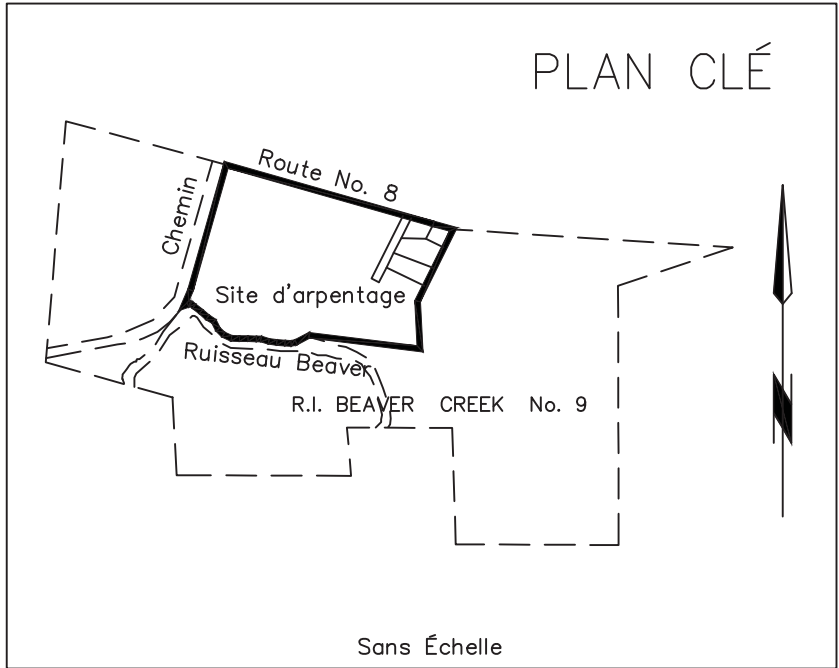 PLAN CLÉ
Route No. 8
Chemin
Site d'arpentage
Ruisseau Beaver
R.I. BEAVER CREEK No. 9
Sans Échelle